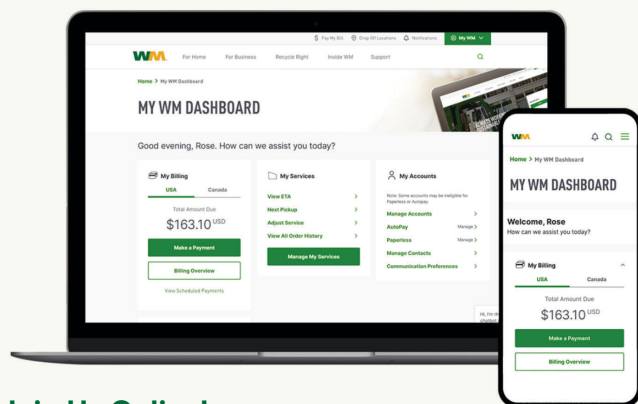 Pay My Bill
Drop Off Locations
Notifications
My WM
WM
For Home
For Business
Recycle Right
Inside WM
Support
Home > My WM Dashboard
MY WM DASHBOARD
Good evening, Rose. How can we assist you today?
My Billing
USA
Canada
Total Amount Due
$163.10 USD
Make a Payment
Billing Overview
View Scheduled Payments
My Services
View ETA
Next Pickup
Adjust Service
View All Order History
Manage My Services
My Accounts
Note: Some accounts may be ineligible for
Paperless or Autopay.
Manage Accounts
AutoPay Manage
Paperless Manage
Manage Contacts
Communication Preferences
WM
Home > My WM Dashboard
MY WM DASHBOARD
Welcome, Rose
How can we assist you today?
My Billing
USA
Canada
Total Amount Due
$163.10 USD
Make a Payment
Billing Overview